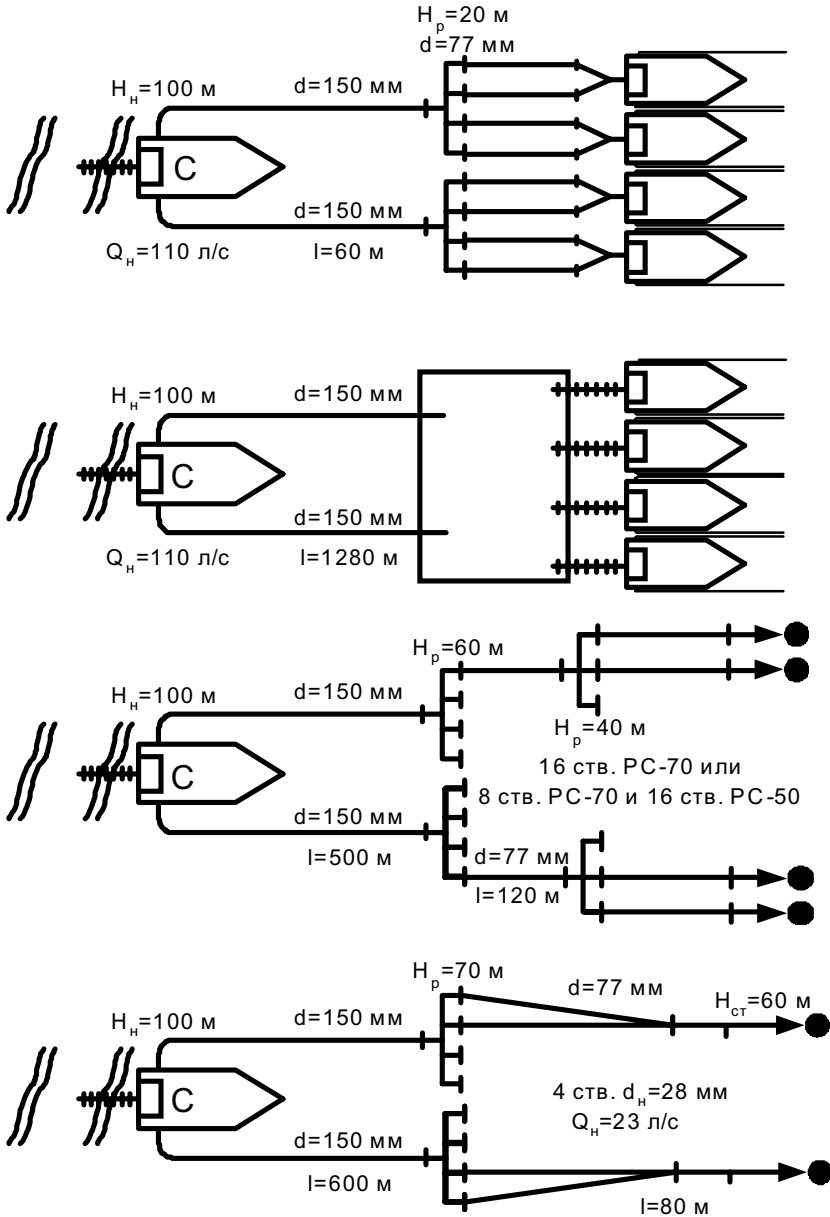 Hр=20 м
d=77 мм
Hн=100 м
d=150 мм
С
d=150 мм
Qн=110 л/с
l=60 м
Hн=100 м
d=150 мм
С
d=150 мм
Qн=110 л/с
l=1280 м
Hр=60 м
Hн=100 м
d=150 мм
Hр=40 м
С
16 ств. РС-70 или
8 ств. РС-70 и 16 ств. РС-50
l=500 м
d=77 мм
l=120 м
Hр=70 м
d=77 мм
Hн=100 м
d=150 мм
Hст=60 м
С
4 ств. dн=28 мм
Qн=23 л/с
d=150 мм
l=600 м
l=80 м